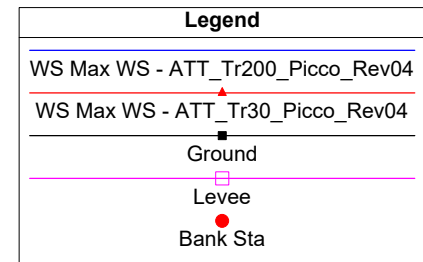 Legend
WS Max WS - ATT_Tr200_Picco_Rev04
WS Max WS - ATT_Tr30_Picco_Rev04
Ground
Levee
Bank Sta